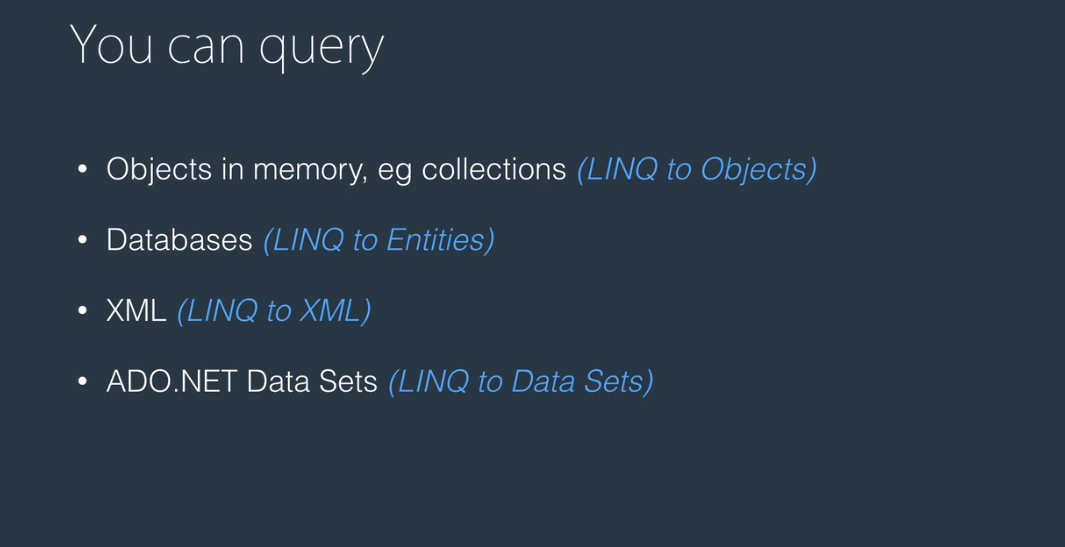 You can query
• Objects in memory, eg collections (LINQ to Objects)
• Databases (LINQ to Entities)
• XML (LINQ to XML)
• ADO.NET Data Sets (LINQ to Data Sets)